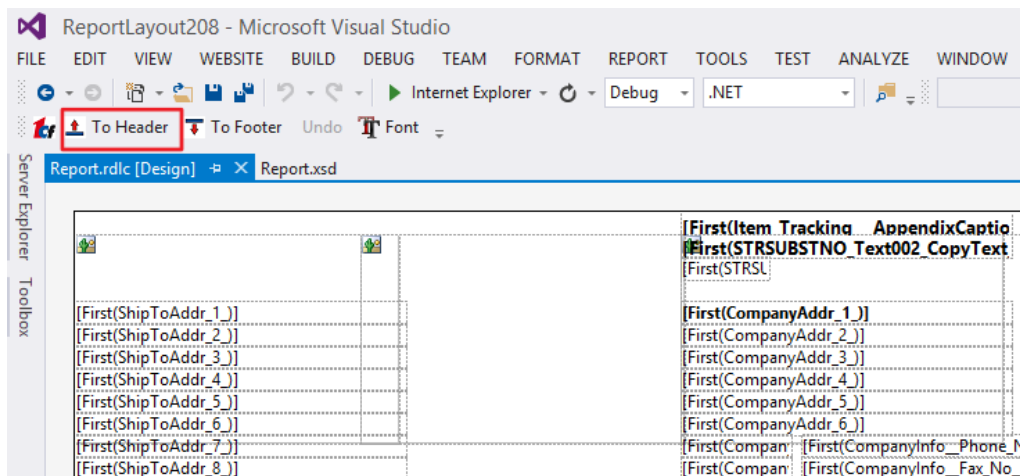 ReportLayout208 - Microsoft Visual Studio
FILE EDIT VIEW WEBSITE BUILD DEBUG TEAM FORMAT REPORT TOOLS TEST ANALYZE WINDOW
Internet Explorer Debug .NET
1cf To Header To Footer Undo Font
Server Explorer
Toolbox
Report.rdlc [Design] Report.xsd
[First(Item Tracking AppendixCaptio
[First(STRSUBSTNO_Text002_CopyText
[First(STRSU
[First(ShipToAddr_1_)] [First(CompanyAddr_1_)]
[First(ShipToAddr_2_)] [First(CompanyAddr_2_)]
[First(ShipToAddr_3_)] [First(CompanyAddr_3_)]
[First(ShipToAddr_4_)] [First(CompanyAddr_4_)]
[First(ShipToAddr_5_)] [First(CompanyAddr_5_)]
[First(ShipToAddr_6_)] [First(CompanyAddr_6_)]
[First(ShipToAddr_7_)] [First(Compan [First(CompanyInfo__Phone_N
[First(ShipToAddr_8_)] [First(Compan [First(CompanyInfo__Fax_No_